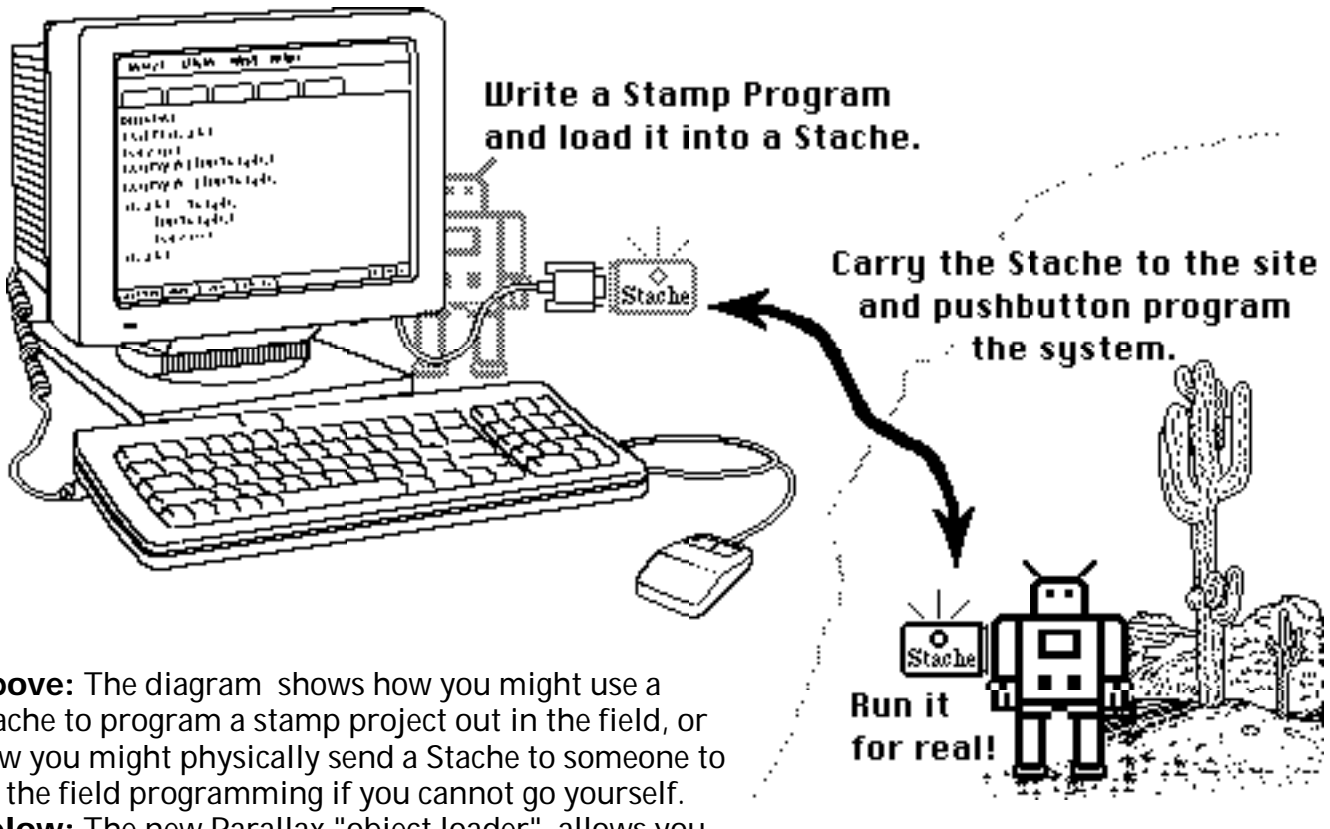 Write a Stamp Program
and load it into a Stache.
Stache
Carry the Stache to the site
and pushbutton program
the system.
Stache
Run it
for real!
bove: The diagram shows how you might use a
ache to program a stamp project out in the field, or
w you might physically send a Stache to someone to
the field programming if you cannot go yourself.
low: The new Parallax "object loader" allows you